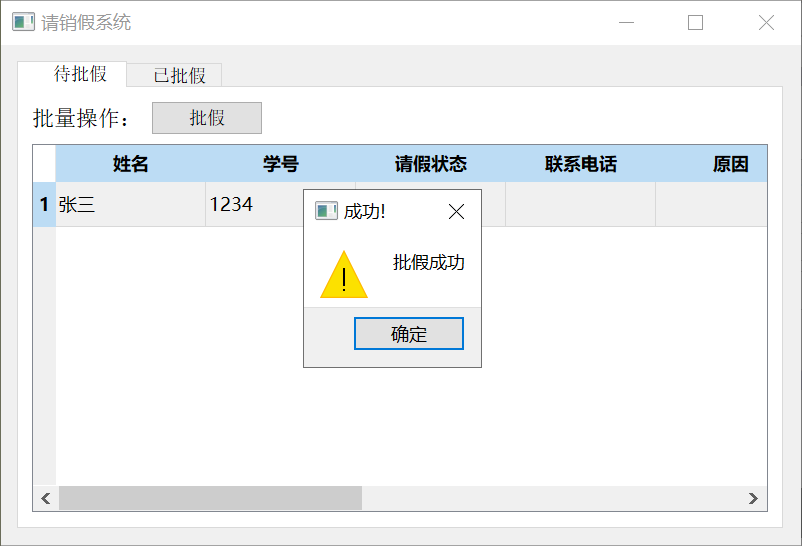 请销假系统
待批假 已批假
批量操作： 批假
姓名 学号 请假状态 联系电话 原因
1 张三 1234
成功!
批假成功
确定